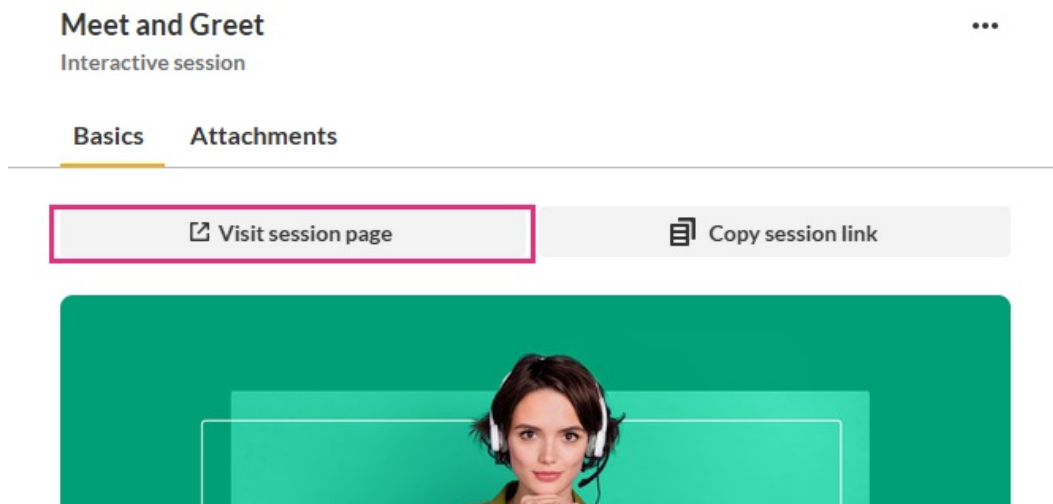 Meet and Greet
Interactive session
Basics Attachments
Visit session page Copy session link